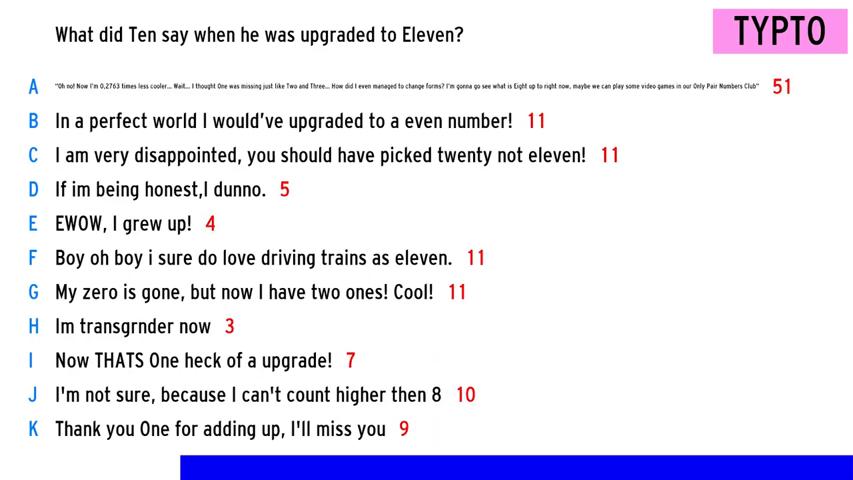 What did Ten say when he was upgraded to Eleven?
TYPTO
A "Oh no! Now I'm 0,2763 times less cooler... Wait... I thought One was missing just like Two and Three... How did I even managed to change forms? I'm gonna go see what is Eight up to right now, maybe we can play some video games in our Only Pair Numbers Club" 51
B In a perfect world I would've upgraded to a even number! 11
C I am very disappointed, you should have picked twenty not eleven! 11
D If im being honest,I dunno. 5
E EWOW, I grew up! 4
F Boy oh boy i sure do love driving trains as eleven. 11
G My zero is gone, but now I have two ones! Cool! 11
H Im transgrnder now 3
I Now THATS One heck of a upgrade! 7
J I'm not sure, because I can't count higher then 8 10
K Thank you One for adding up, I'll miss you 9